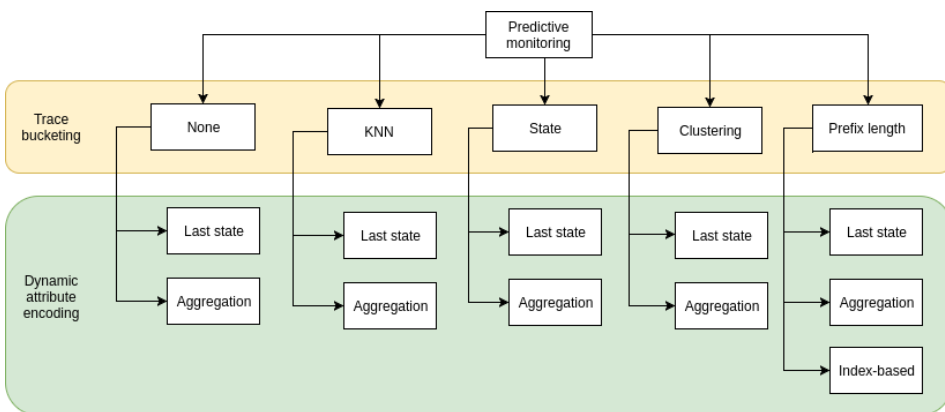 Predictive
monitoring
Trace
bucketing
None
KNN
State
Clustering
Prefix length
Dynamic
attribute
encoding
Last state
Last state
Last state
Last state
Last state
Aggregation
Aggregation
Aggregation
Aggregation
Aggregation
Index-based